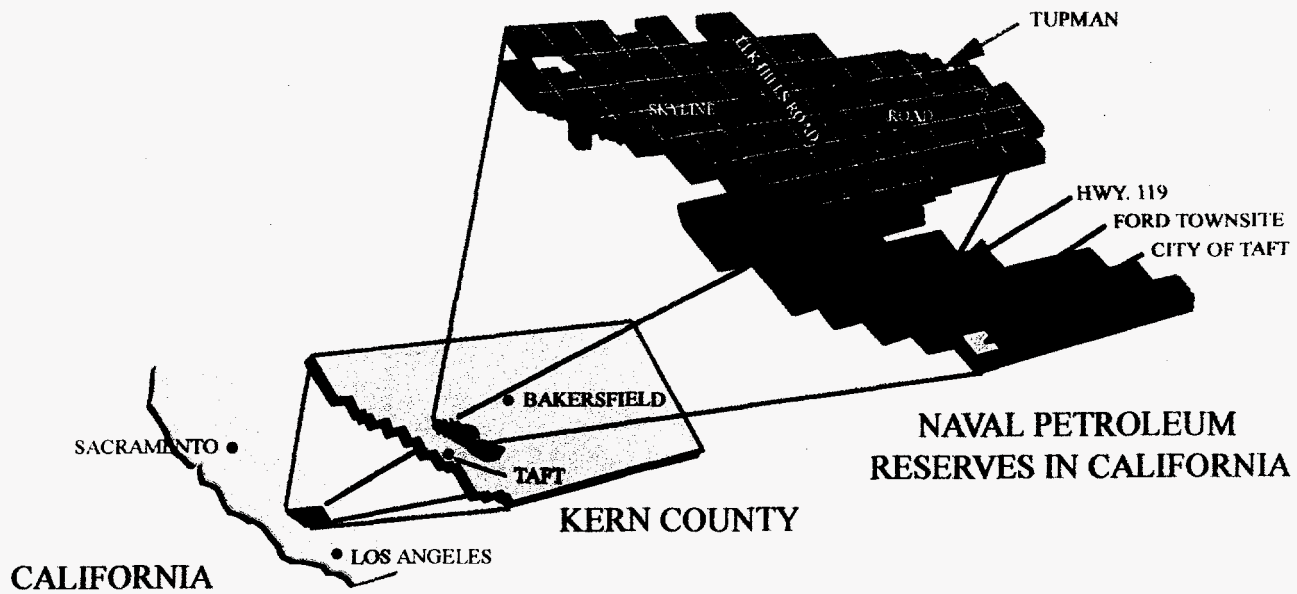 TUPMAN
ELK HILLS ROAD
SKYLINE
ROAD
HWY. 119
FORD TOWNSITE
CITY OF TAFT
BAKERSFIELD
SACRAMENTO
TAFT
NAVAL PETROLEUM
RESERVES IN CALIFORNIA
KERN COUNTY
LOS ANGELES
CALIFORNIA